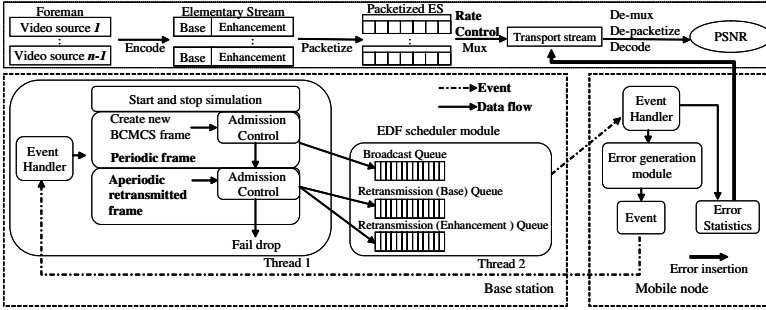 Foreman
Video source 1
:
Video source n-1
Encode
Elementary Stream
Base Enhancement
:
Base Enhancement
Packetize
Packetized ES
:
Rate
Control
Mux
Transport stream
De-mux
De-packetize
Decode
PSNR
Start and stop simulation
Create new
BCMCS frame
Admission
Control
Periodic frame
Event
Handler
Aperiodic
retransmitted
frame
Admission
Control
Fail drop
Thread 1
Event
Data flow
EDF scheduler module
Broadcast Queue
Retransmission (Base) Queue
Retransmission (Enhancement ) Queue
Thread 2
Base station
Event
Handler
Error generation
module
Event
Error
Statistics
Error insertion
Mobile node